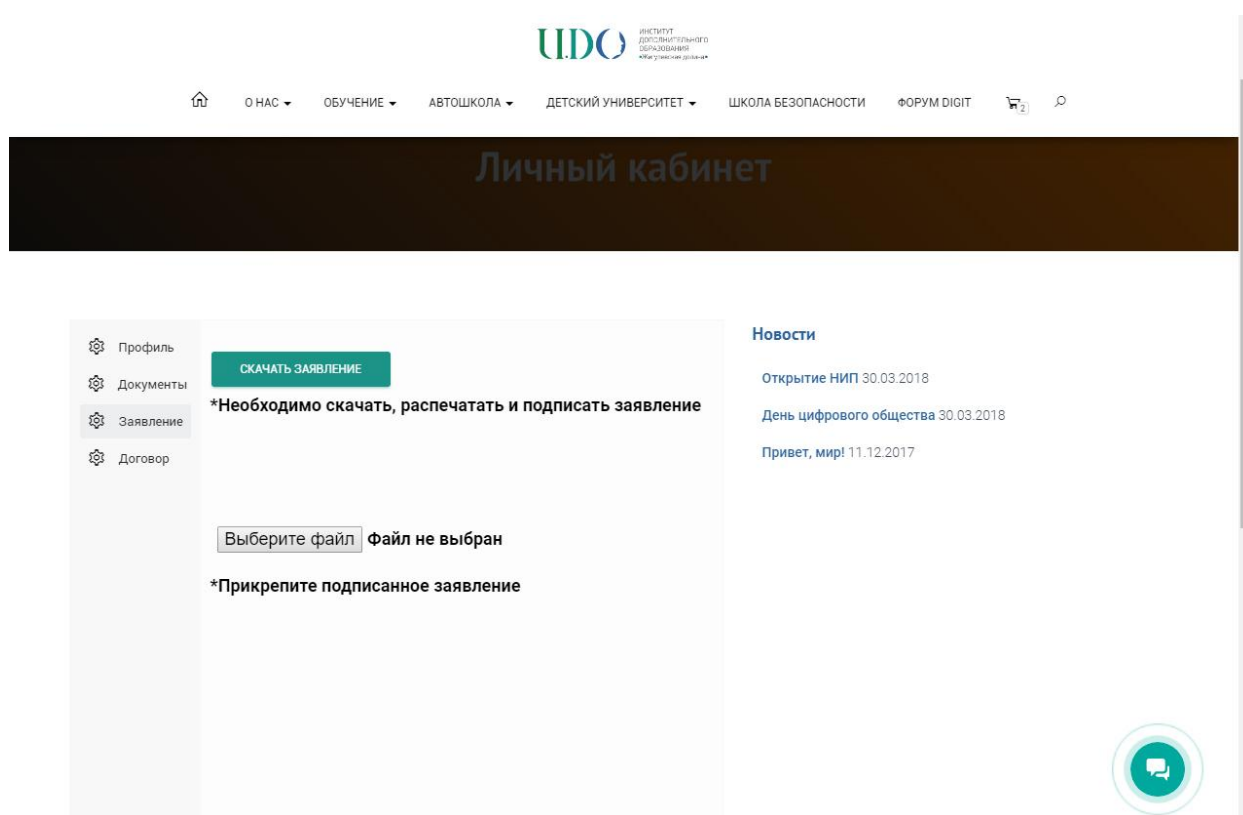 UDO
ИНСТИТУТ
ДОПОЛНИТЕЛЬНОГО
ОБРАЗОВАНИЯ
«Жигулевская долина»
О НАС
ОБУЧЕНИЕ
АВТОШКОЛА
ДЕТСКИЙ УНИВЕРСИТЕТ
ШКОЛА БЕЗОПАСНОСТИ
ФОРУМ DIGIT
2
Личный кабинет
Профиль
Документы
Заявление
Договор
СКАЧАТЬ ЗАЯВЛЕНИЕ
*Необходимо скачать, распечатать и подписать заявление
Выберите файл Файл не выбран
*Прикрепите подписанное заявление
Новости
Открытие НИП 30.03.2018
День цифрового общества 30.03.2018
Привет, мир! 11.12.2017